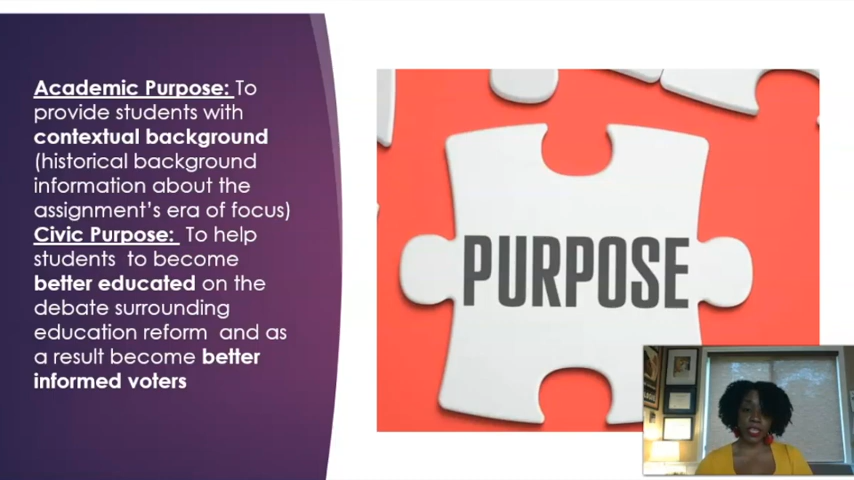 Academic Purpose: To
provide students with
contextual background
(historical background
information about the
assignment's era of focus)
Civic Purpose: To help
students to become
better educated on the
debate surrounding
education reform and as
a result become better
informed voters
PURPOSE